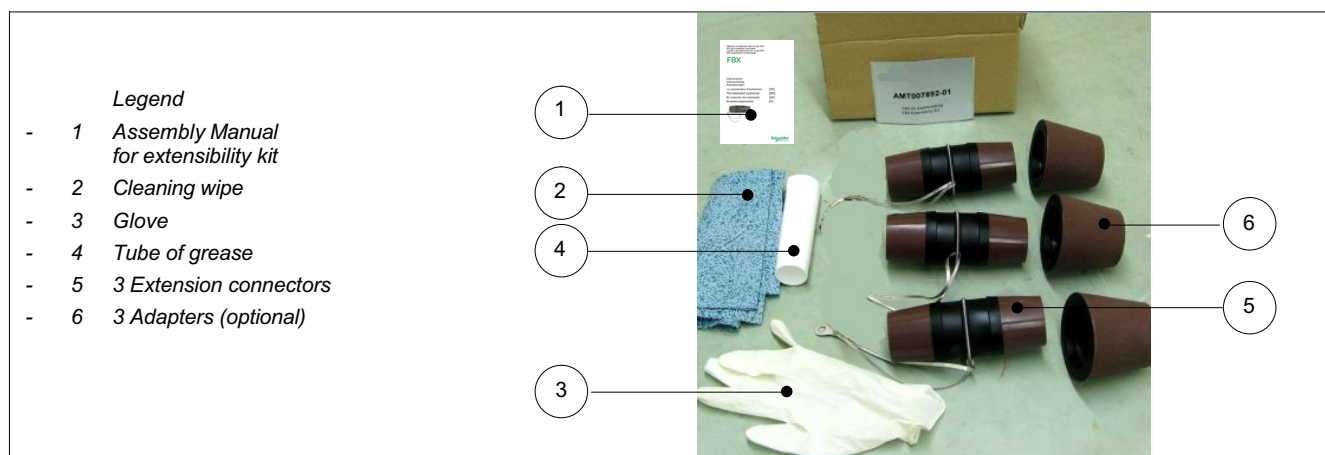 Legend
- 1 Assembly Manual
for extensibility kit
- 2 Cleaning wipe
- 3 Glove
- 4 Tube of grease
- 5 3 Extension connectors
- 6 3 Adapters (optional)
1
2
4
3
6
5
FBX
Schneider
AMT007892-01